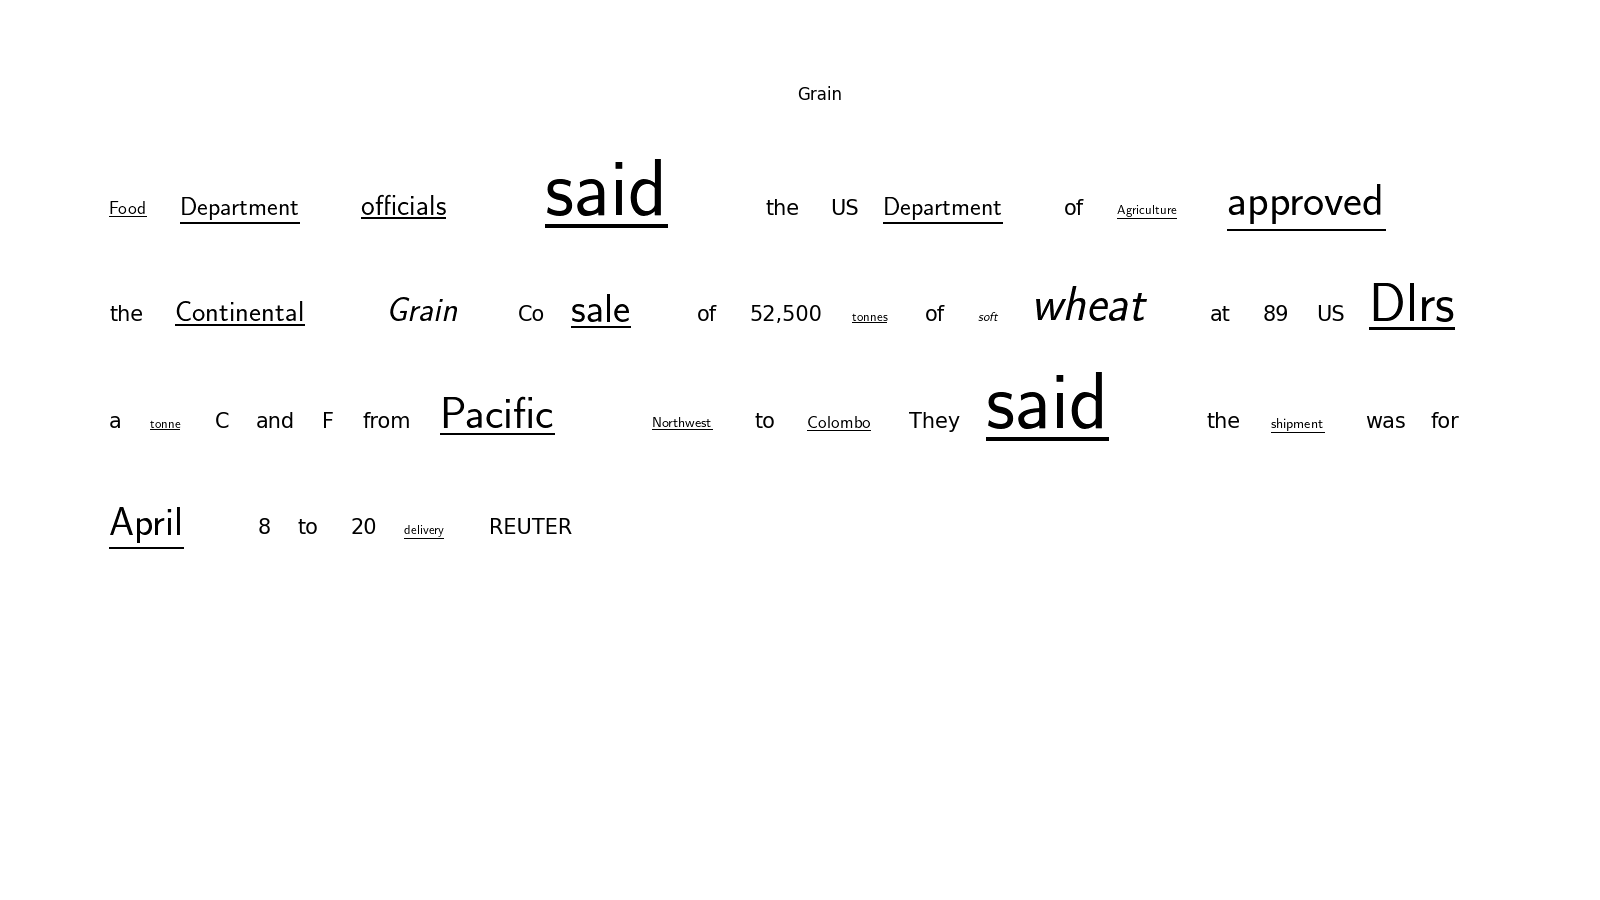 Grain
Food Department officials said the US Department of Agriculture approved
the Continental Grain Co sale of 52,500 tonnes of soft wheat at 89 US Dlrs
a tonne C and F from Pacific Northwest to Colombo They said the shipment was for
April 8 to 20 delivery REUTER